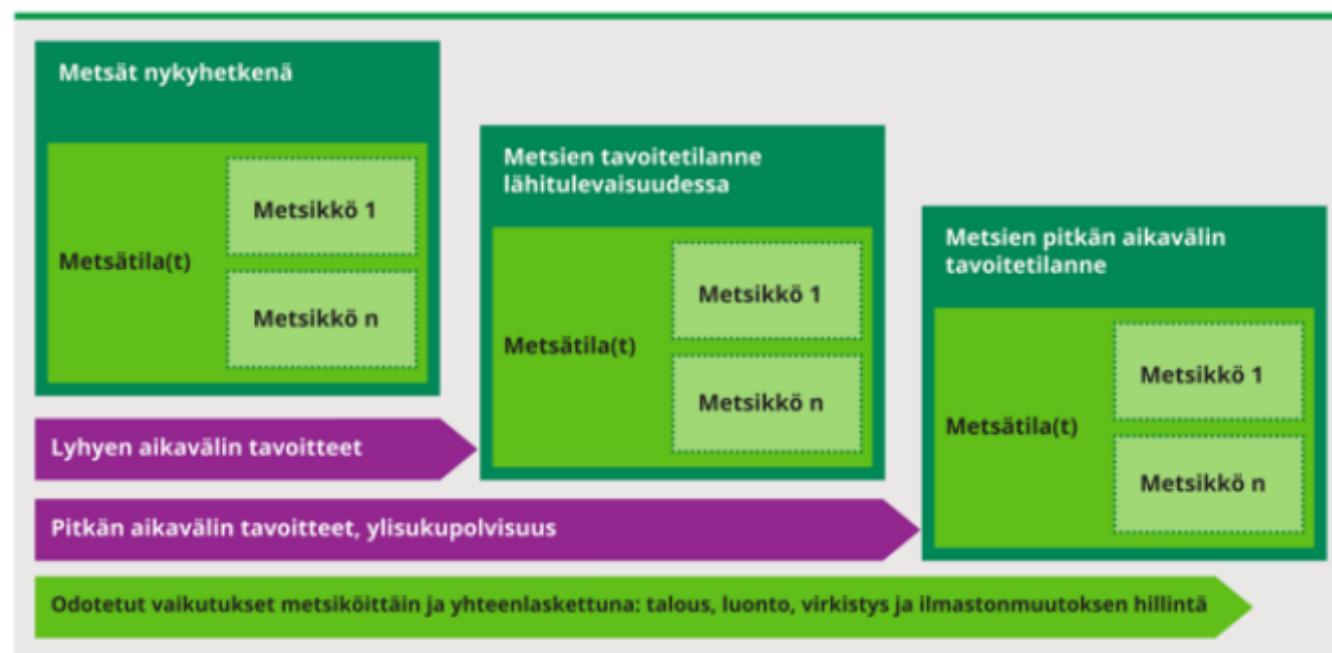 Metsät nykyhetkenä
Metsätila(t)
Metsikkö 1
Metsikkö n
Metsien tavoitetilanne
lähitulevaisuudessa
Metsätila(t)
Metsikkö 1
Metsikkö n
Metsien pitkän aikavälin
tavoitetilanne
Metsätila(t)
Metsikkö 1
Metsikkö n
Lyhyen aikavälin tavoitteet
Pitkän aikavälin tavoitteet, ylisukupolvisuus
Odotetut vaikutukset metsiköittäin ja yhteenlaskettuna: talous, luonto, virkistys ja ilmastonmuutoksen hillintä